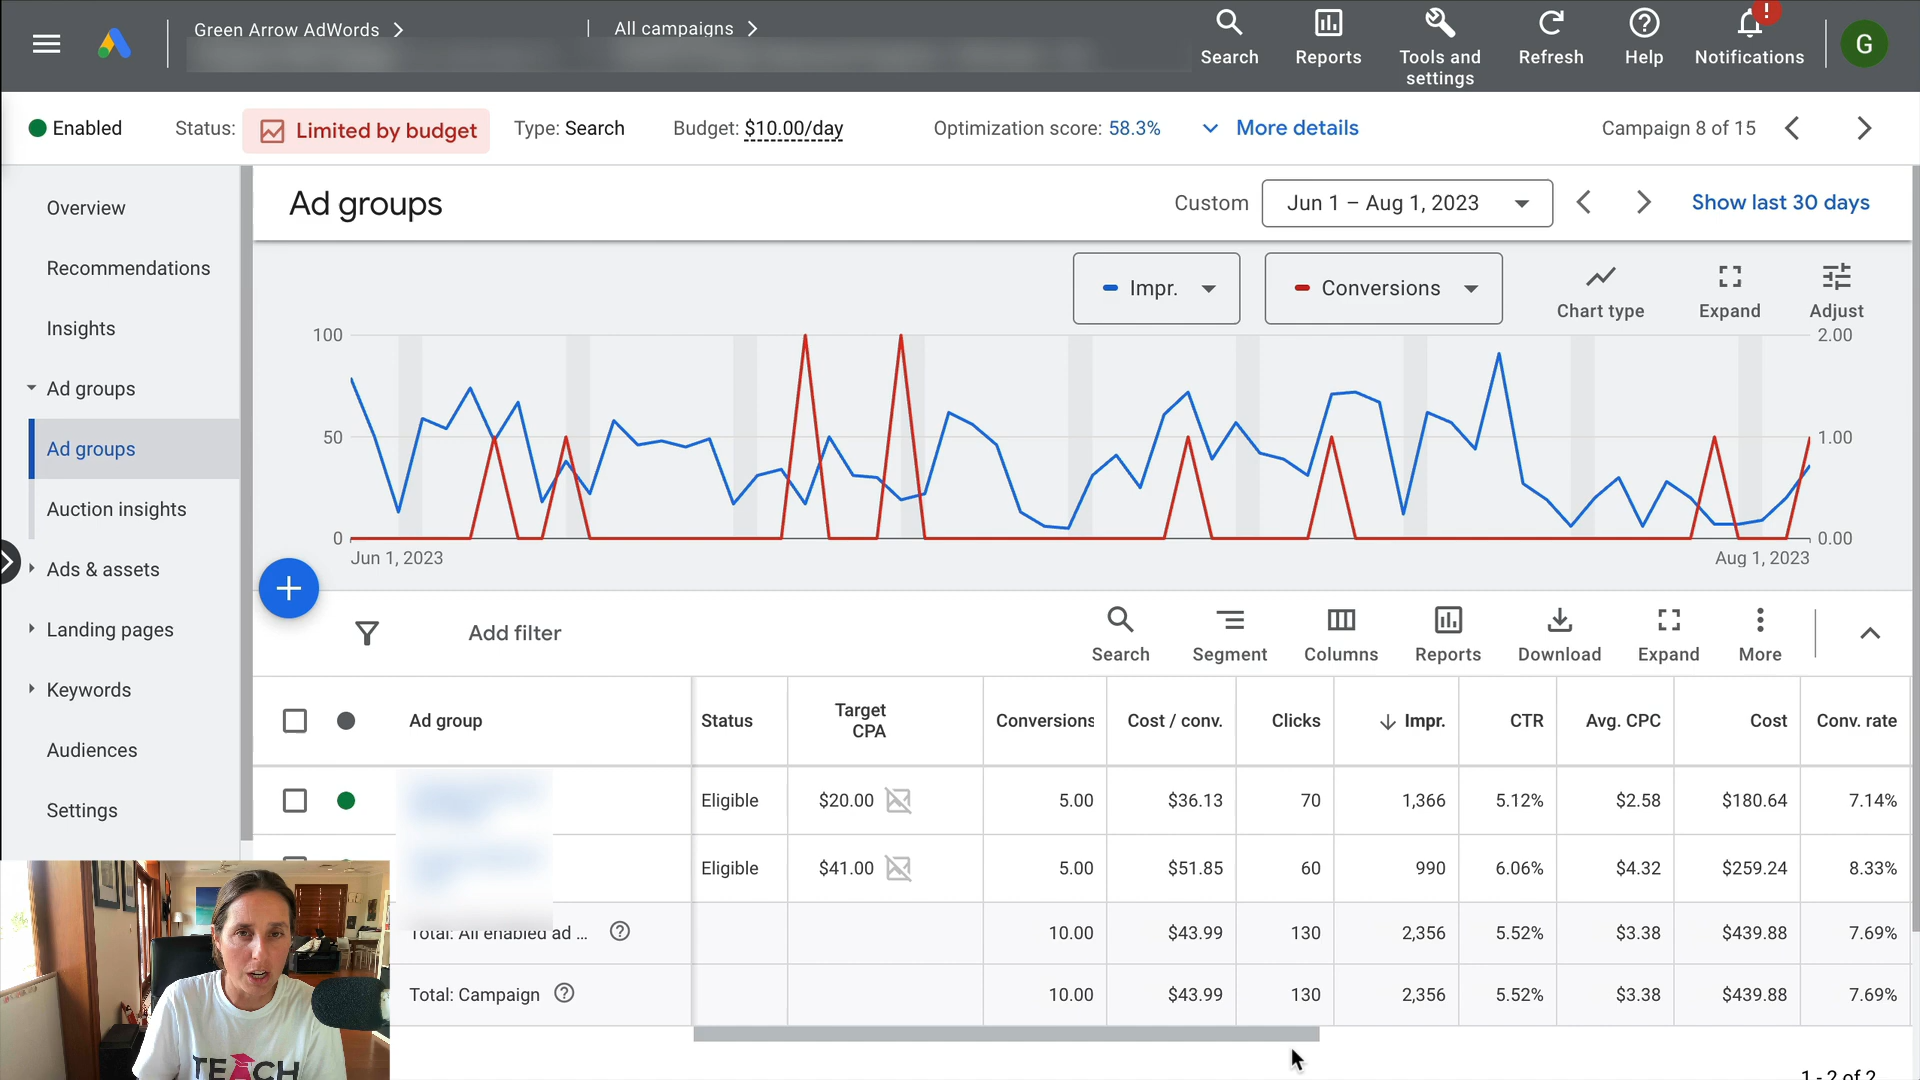 Green Arrow AdWords
All campaigns
Search
Reports
Tools and settings
Refresh
Help
Notifications
!
G
Enabled
Status: Limited by budget
Type: Search
Budget: $10.00/day
Optimization score: 58.3%
More details
Campaign 8 of 15
Overview
Recommendations
Insights
Ad groups
Ad groups
Auction insights
Ads & assets
Landing pages
Keywords
Audiences
Settings
Ad groups
Custom
Jun 1 – Aug 1, 2023
Show last 30 days
Impr.
Conversions
Chart type
Expand
Adjust
100
50
0
2.00
1.00
0.00
Jun 1, 2023
Aug 1, 2023
Add filter
Search
Segment
Columns
Reports
Download
Expand
More
Ad group Status Target CPA Conversions Cost / conv. Clicks Impr. CTR Avg. CPC Cost Conv. rate
Eligible $20.00 5.00 $36.13 70 1,366 5.12% $2.58 $180.64 7.14%
Eligible $41.00 5.00 $51.85 60 990 6.06% $4.32 $259.24 8.33%
Total: All enabled ad ... 10.00 $43.99 130 2,356 5.52% $3.38 $439.88 7.69%
Total: Campaign 10.00 $43.99 130 2,356 5.52% $3.38 $439.88 7.69%
1 - 2 of 2
TEACH